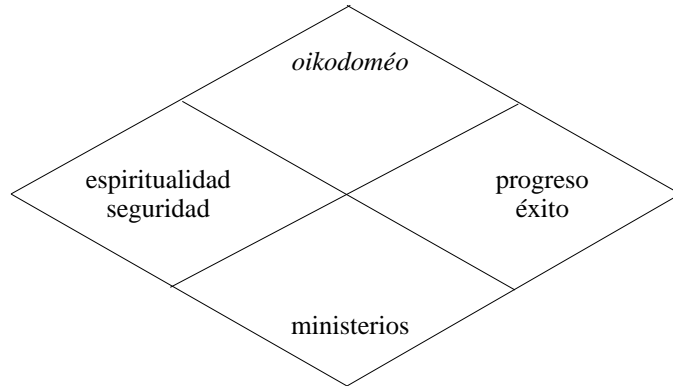 oikodoméo
espiritualidad
seguridad
progreso
éxito
ministerios